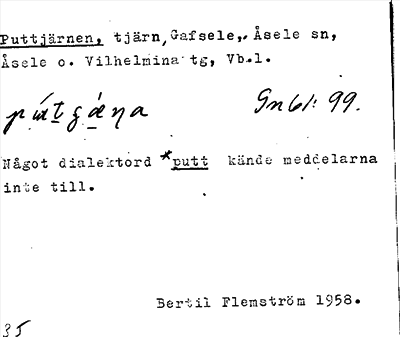 Puttjärnen, tjärn, Gafsele, Åsele sn,
Åsele o. Vilhelmina tg, Vb.l.
Gn 61: 99.
Något dialektord *putt kände meddelarna
inte till.
Bertil Flemström 1958.
35